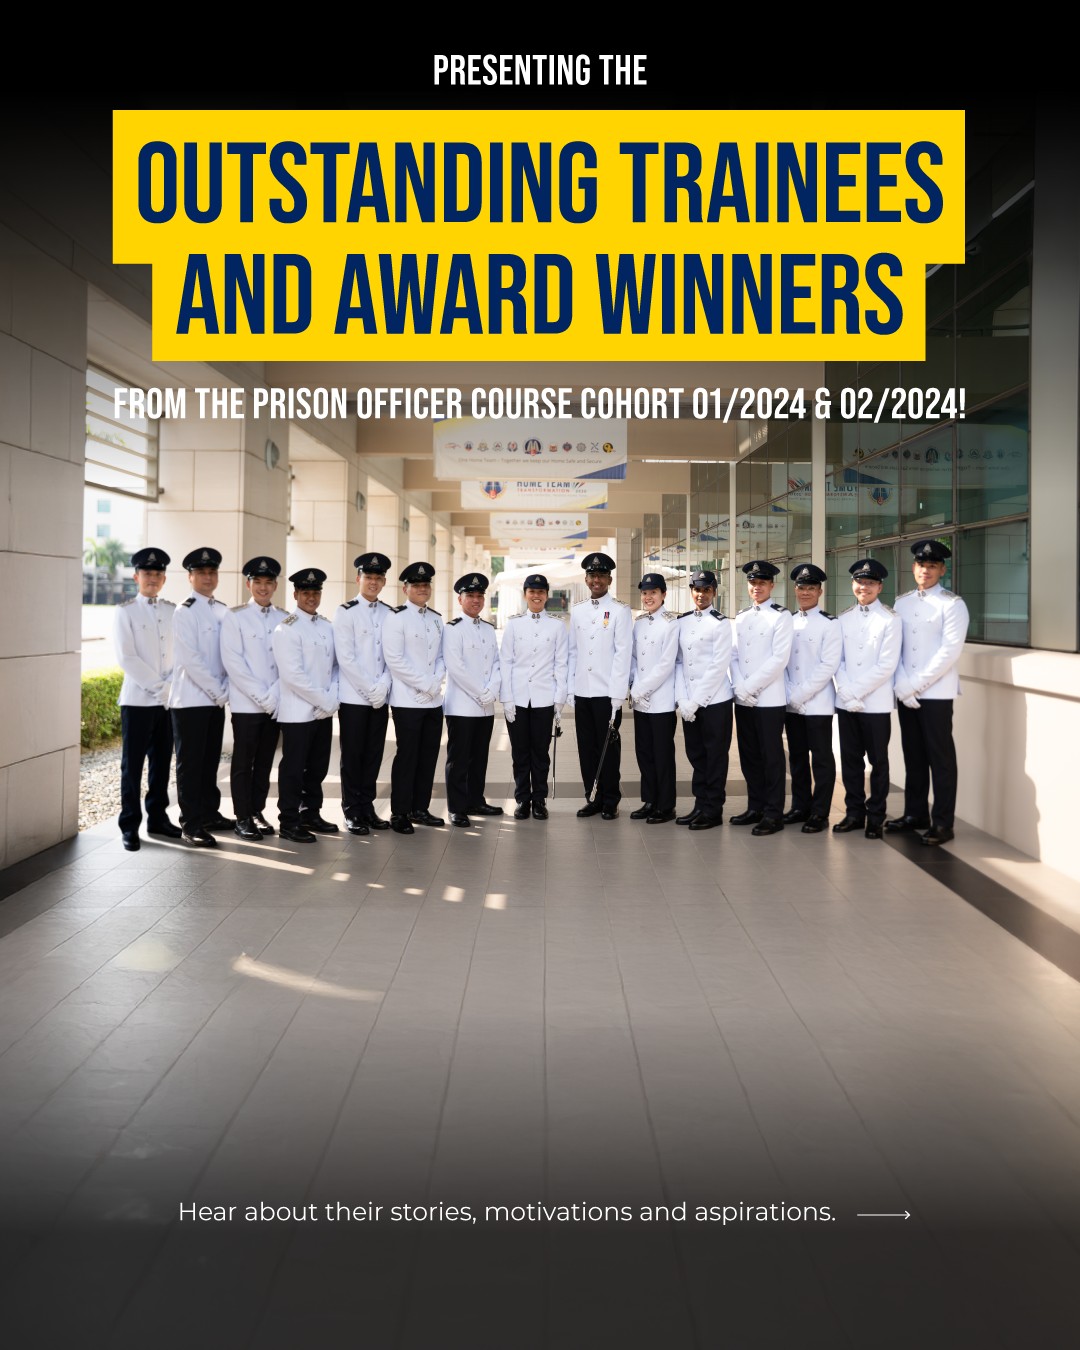 PRESENTING THE
OUTSTANDING TRAINEES
AND AWARD WINNERS
FROM THE PRISON OFFICER COURSE COHORT 01/2024 & 02/2024!
HOME TEAM
TRANSFORMATION
Hear about their stories, motivations and aspirations.